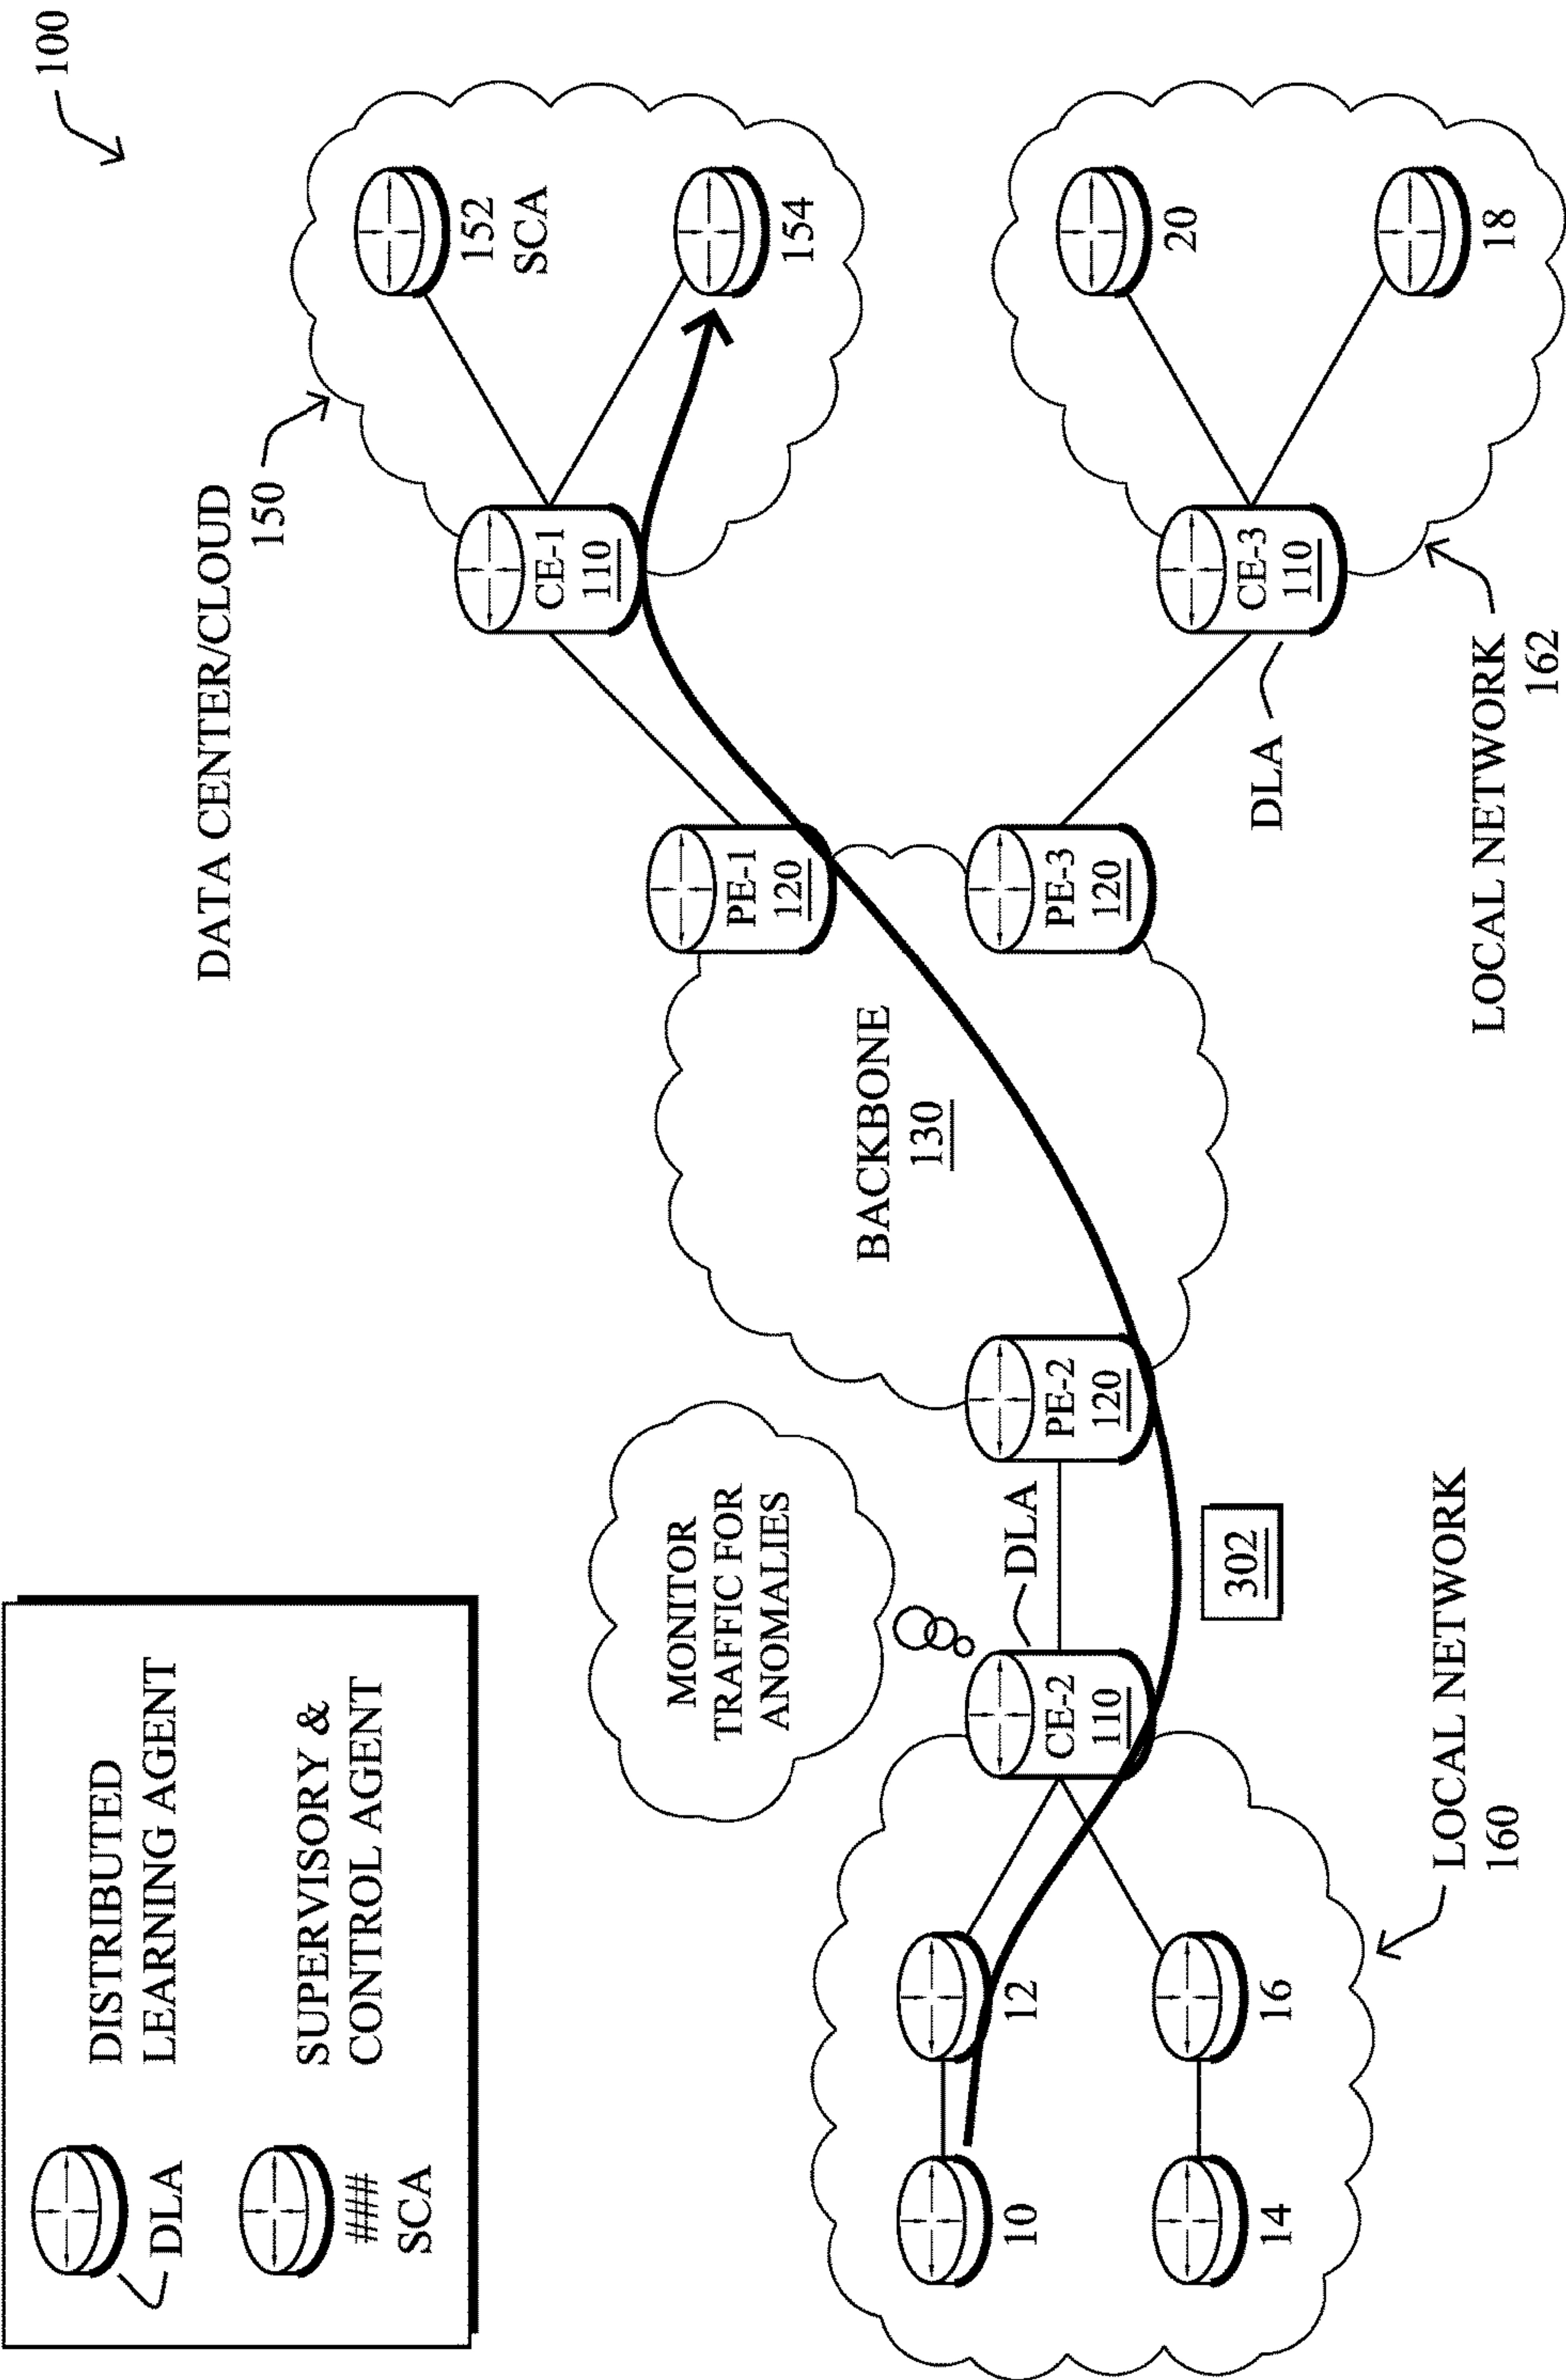 100
DISTRIBUTED
LEARNING AGENT
DLA
SUPERVISORY &
CONTROL AGENT
###
SCA
DATA CENTER/CLOUD
150
152
SCA
154
CE-1
110
PE-1
120
MONITOR
TRAFFIC FOR
ANOMALIES
BACKBONE
130
10
12
14
16
CE-2
110
DLA
PE-2
120
302
PE-3
120
CE-3
110
DLA
20
18
LOCAL NETWORK
160
LOCAL NETWORK
162